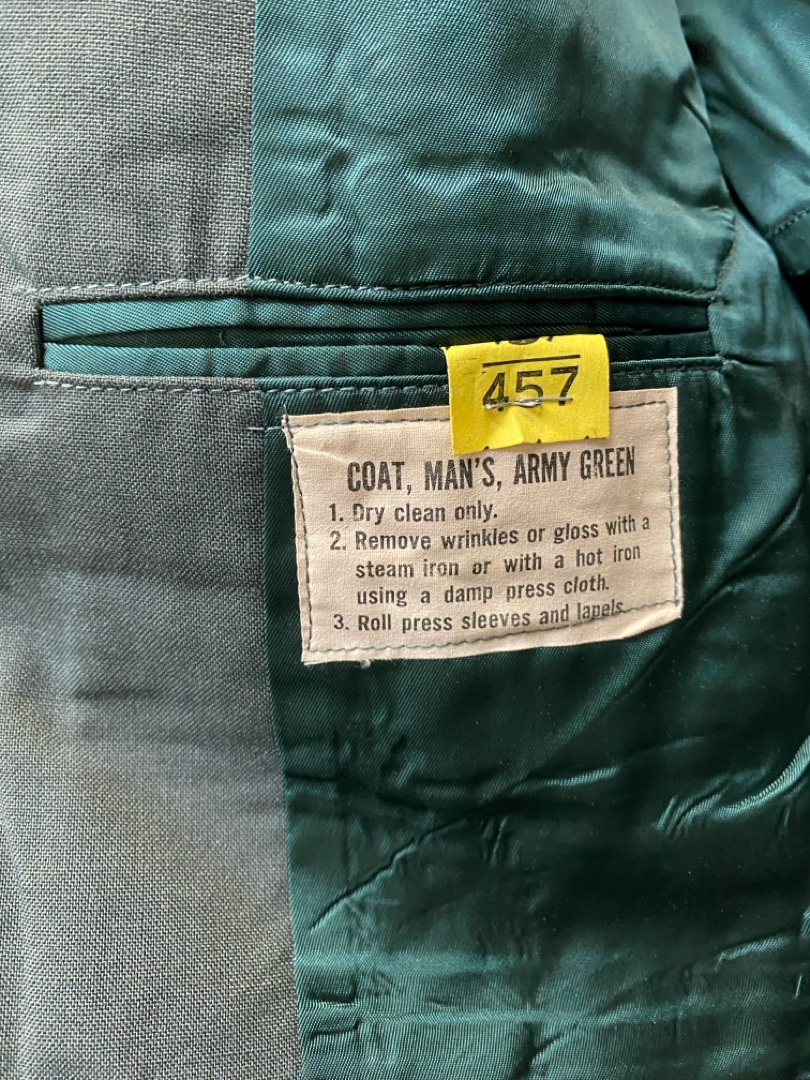 457
COAT, MAN'S, ARMY GREEN
1. Dry clean only.
2. Remove wrinkles or gloss with a
steam iron or with a hot iron
using a damp press cloth.
3. Roll press sleeves and lapels